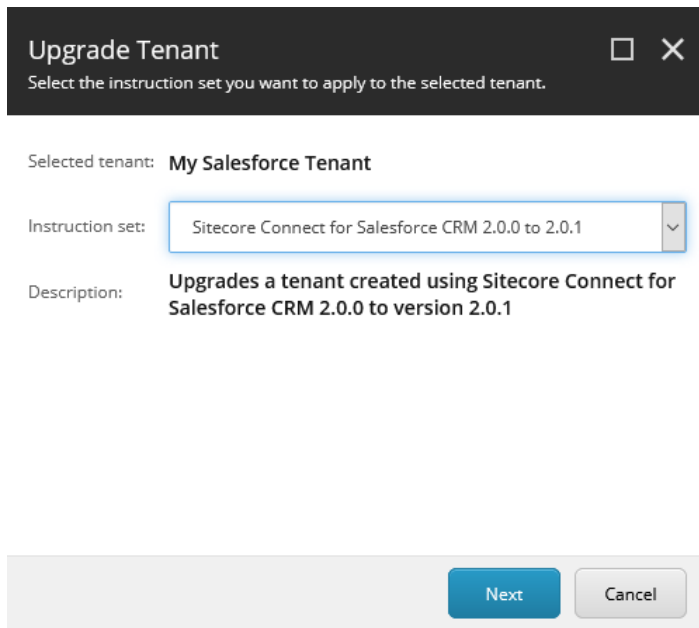 Upgrade Tenant
Select the instruction set you want to apply to the selected tenant.
Selected tenant: My Salesforce Tenant
Instruction set: Sitecore Connect for Salesforce CRM 2.0.0 to 2.0.1
Description: Upgrades a tenant created using Sitecore Connect for
Salesforce CRM 2.0.0 to version 2.0.1
Next Cancel